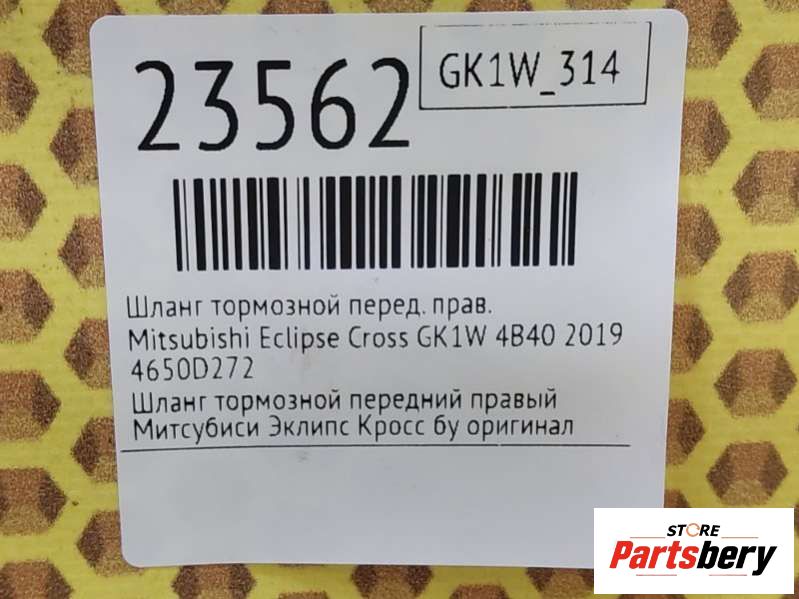 23562
GK1W_314
Шланг тормозной перед. прав.
Mitsubishi Eclipse Cross GK1W 4B40 2019
4650D272
Шланг тормозной передний правый
Митсубиси Эклипс Кросс бу оригинал
STORE
Partsbery